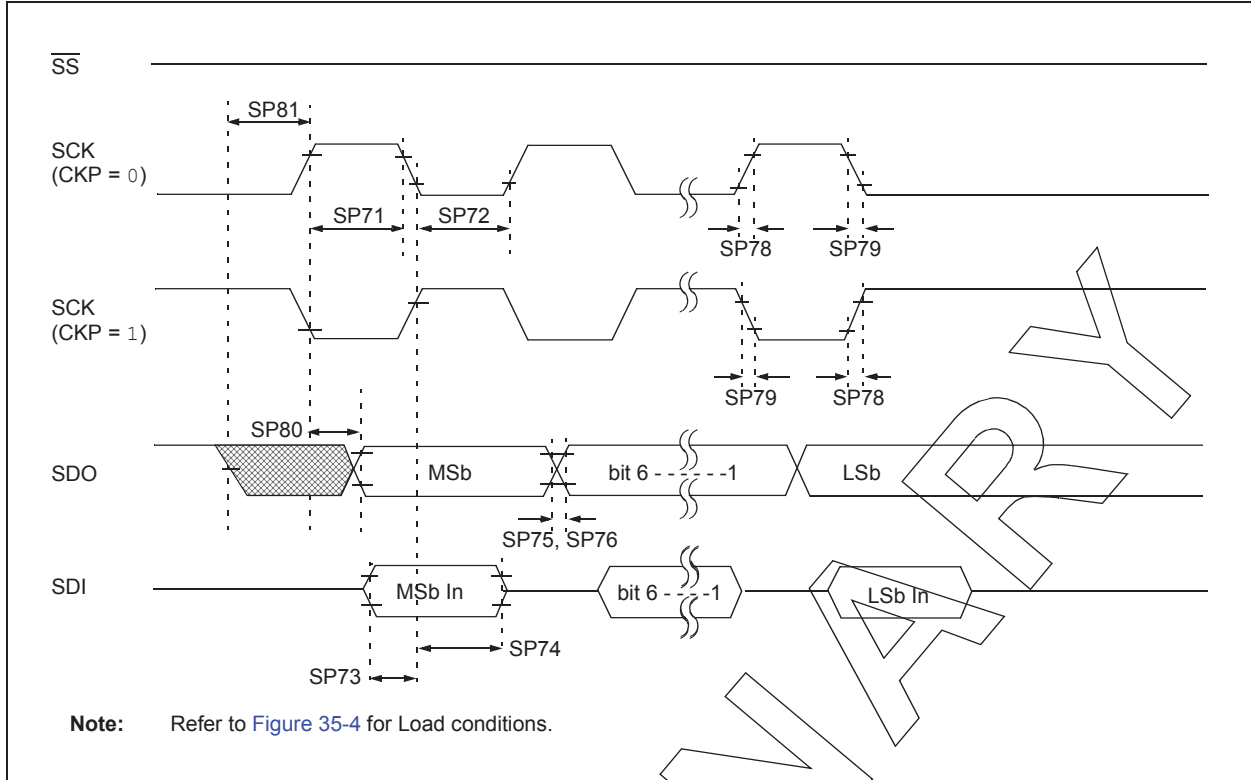 SS
SP81
SCK
(CKP = 0)
SP71
SP72
SP78
SP79
SCK
(CKP = 1)
SP79
SP78
SP80
SDO
MSb
bit 6 - - - - - -1
LSb
SP75, SP76
SDI
MSb In
bit 6 - - - - -1
LSb In
SP74
SP73
Note: Refer to Figure 35-4 for Load conditions.
NARY